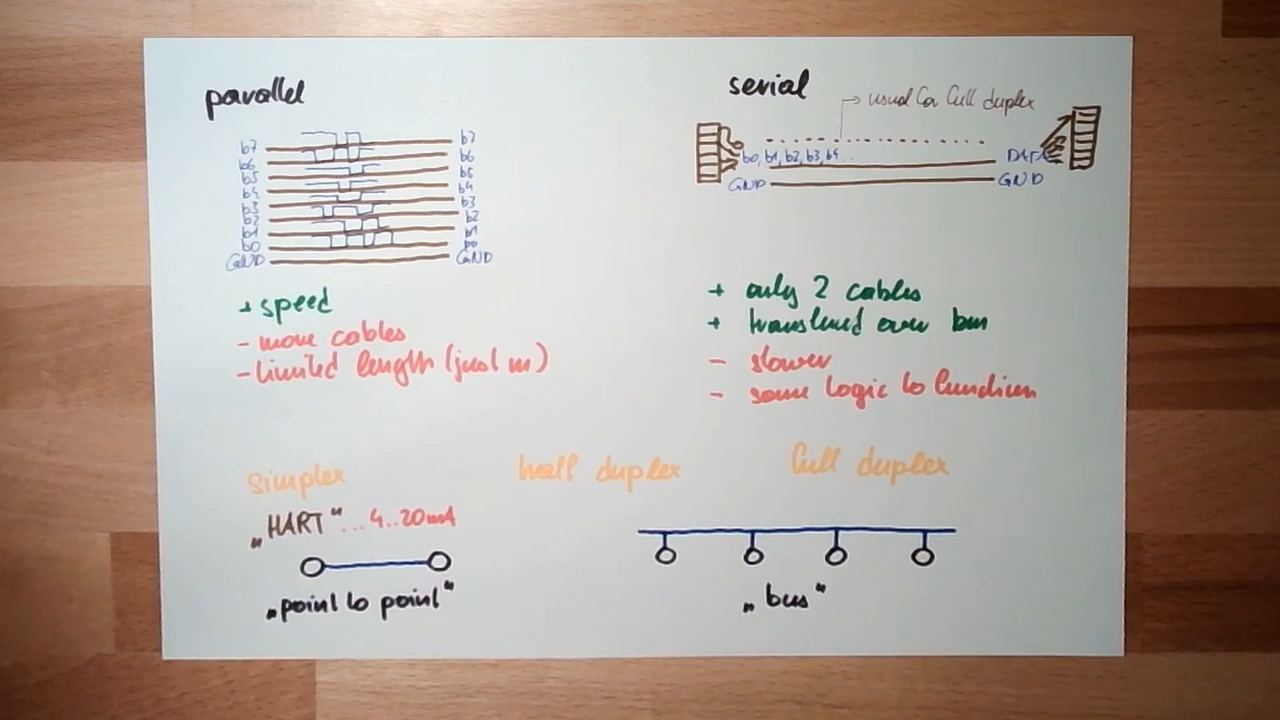 parallel
b7 b7
b6 b6
b5 b5
b4 b4
b3 b3
b2 b2
b1 b1
b0 b0
GND GND
+ speed
- more cables
- limited length (just m)
serial
usual for full duplex
b0, b1, b2, b3, b4 DATA
GND GND
+ only 2 cables
+ over bus
- slower
- some logic to function
simplex
half duplex
full duplex
„HART“...4..20mA
„point to point“
„bus“